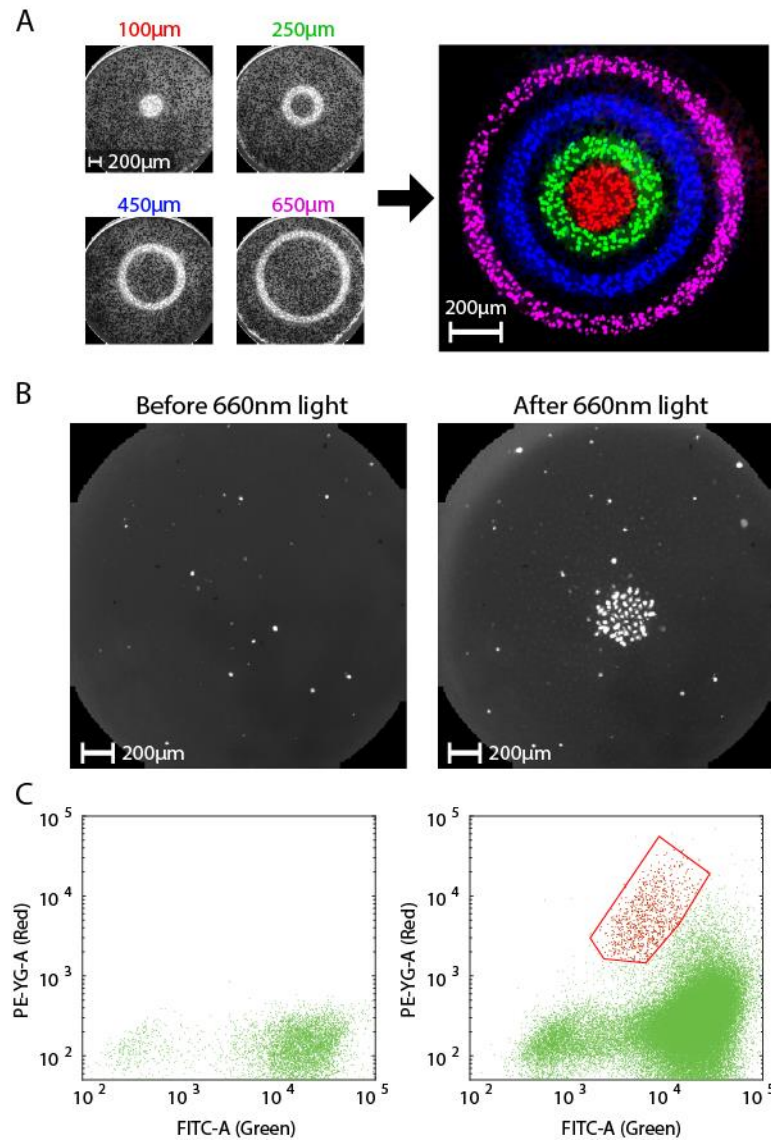 A
100µm
250µm
200µm
450µm
650µm
200µm
B
Before 660nm light
After 660nm light
200µm
200µm
C
10 5
10 4
10 3
10 2
PE-YG-A (Red)
10 2
10 3
10 4
10 5
FITC-A (Green)
10 5
10 4
10 3
10 2
PE-YG-A (Red)
10 2
10 3
10 4
10 5
FITC-A (Green)